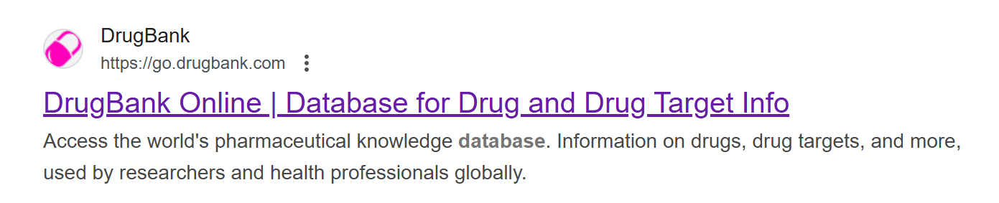 DrugBank
https://go.drugbank.com
DrugBank Online | Database for Drug and Drug Target Info
Access the world's pharmaceutical knowledge database. Information on drugs, drug targets, and more,
used by researchers and health professionals globally.